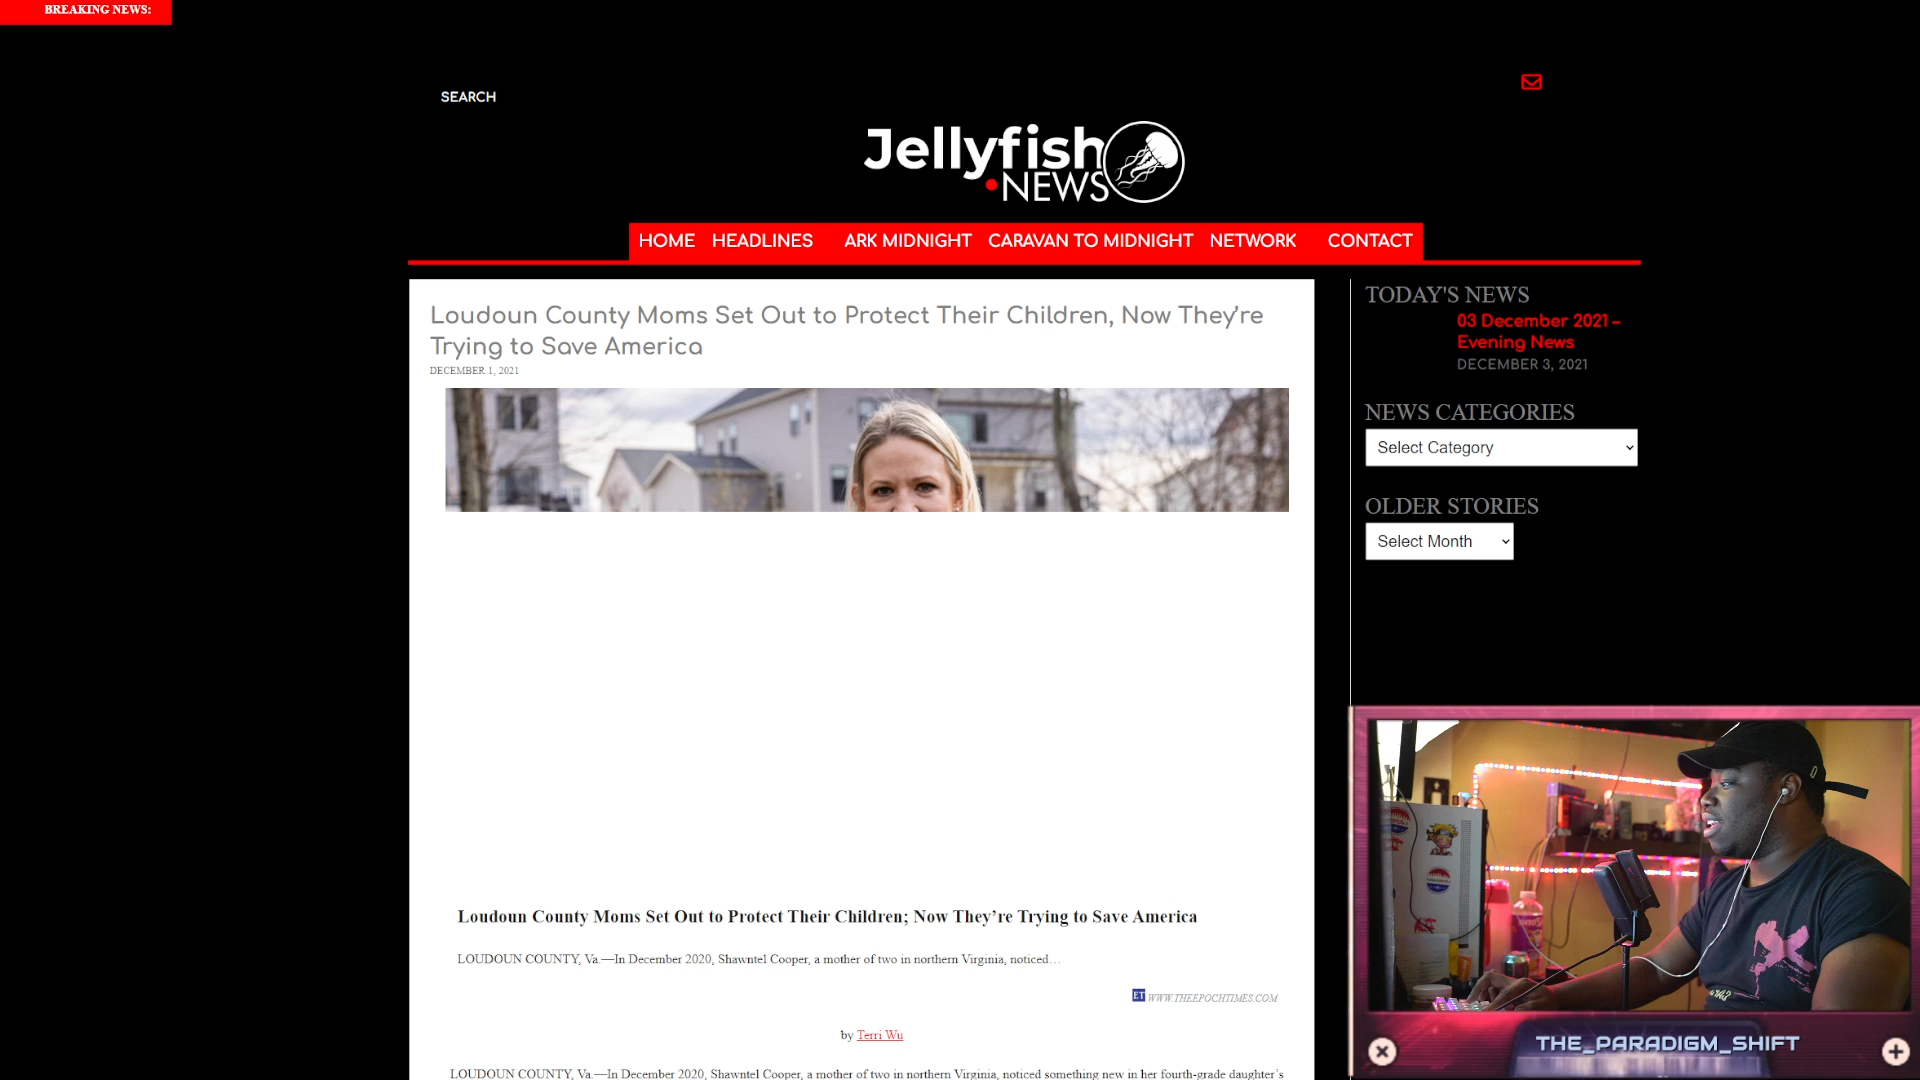 BREAKING NEWS:
SEARCH
Jellyfish
.NEWS
HOME HEADLINES ARK MIDNIGHT CARAVAN TO MIDNIGHT NETWORK CONTACT
Loudoun County Moms Set Out to Protect Their Children, Now They’re
Trying to Save America
DECEMBER 1, 2021
Loudoun County Moms Set Out to Protect Their Children; Now They’re Trying to Save America
LOUDOUN COUNTY, Va.—In December 2020, Shawntel Cooper, a mother of two in northern Virginia, noticed…
ET WWW.THEEPOCHTIMES.COM
by Terri Wu
LOUDOUN COUNTY, Va.—In December 2020, Shawntel Cooper, a mother of two in northern Virginia, noticed something new in her fourth-grade daughter’s
TODAY'S NEWS
03 December 2021 –
Evening News
DECEMBER 3, 2021
NEWS CATEGORIES
Select Category
OLDER STORIES
Select Month
THE_PARADIGM_SHIFT